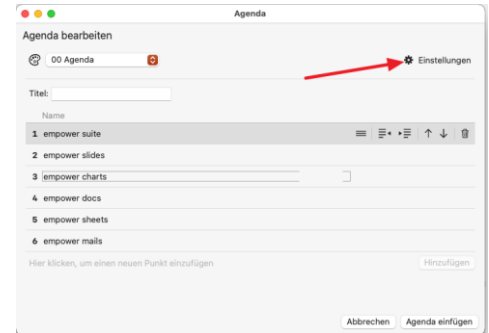 Agenda
Agenda bearbeiten
00 Agenda
Einstellungen
Titel:
Name
1 empower suite
2 empower slides
3 empower charts
4 empower docs
5 empower sheets
6 empower mails
Hier klicken, um einen neuen Punkt einzufügen
Hinzufügen
Abbrechen Agenda einfügen